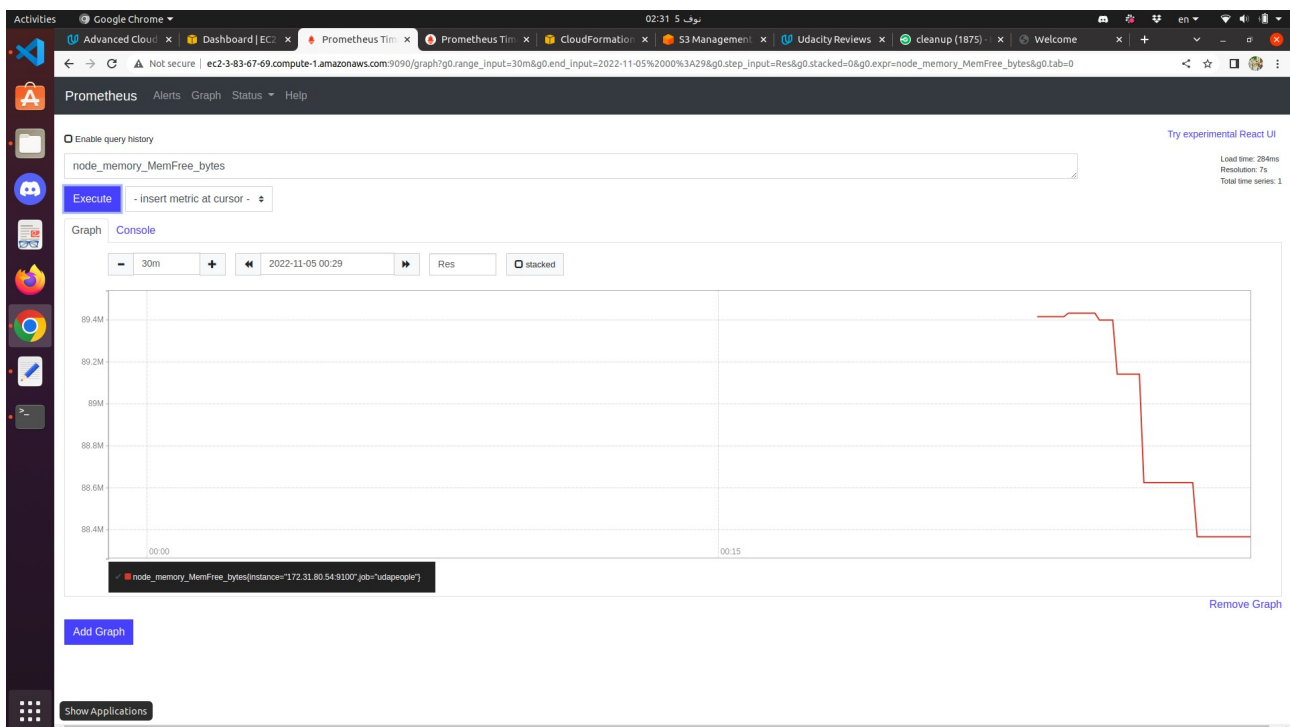 Activities Google Chrome نوف 5 02:31 en
Advanced Cloud Dashboard | EC2 Prometheus Tim Prometheus Tim CloudFormation S3 Management Udacity Reviews cleanup (1875) - Welcome
Not secure ec2-3-83-67-69.compute-1.amazonaws.com:9090/graph?g0.range_input=30m&g0.end_input=2022-11-05%2000%3A29&g0.step_input=Res&g0.stacked=0&g0.expr=node_memory_MemFree_bytes&g0.tab=0
Prometheus Alerts Graph Status Help
Enable query history Try experimental React UI
node_memory_MemFree_bytes
Load time: 284ms
Resolution: 7s
Total time series: 1
Execute - insert metric at cursor -
Graph Console
30m 2022-11-05 00:29 Res stacked
89.4M
89.2M
89M
88.8M
88.6M
88.4M
00:00 00:15
node_memory_MemFree_bytes{instance="172.31.80.54:9100",job="udapeople"}
Remove Graph
Add Graph
Show Applications